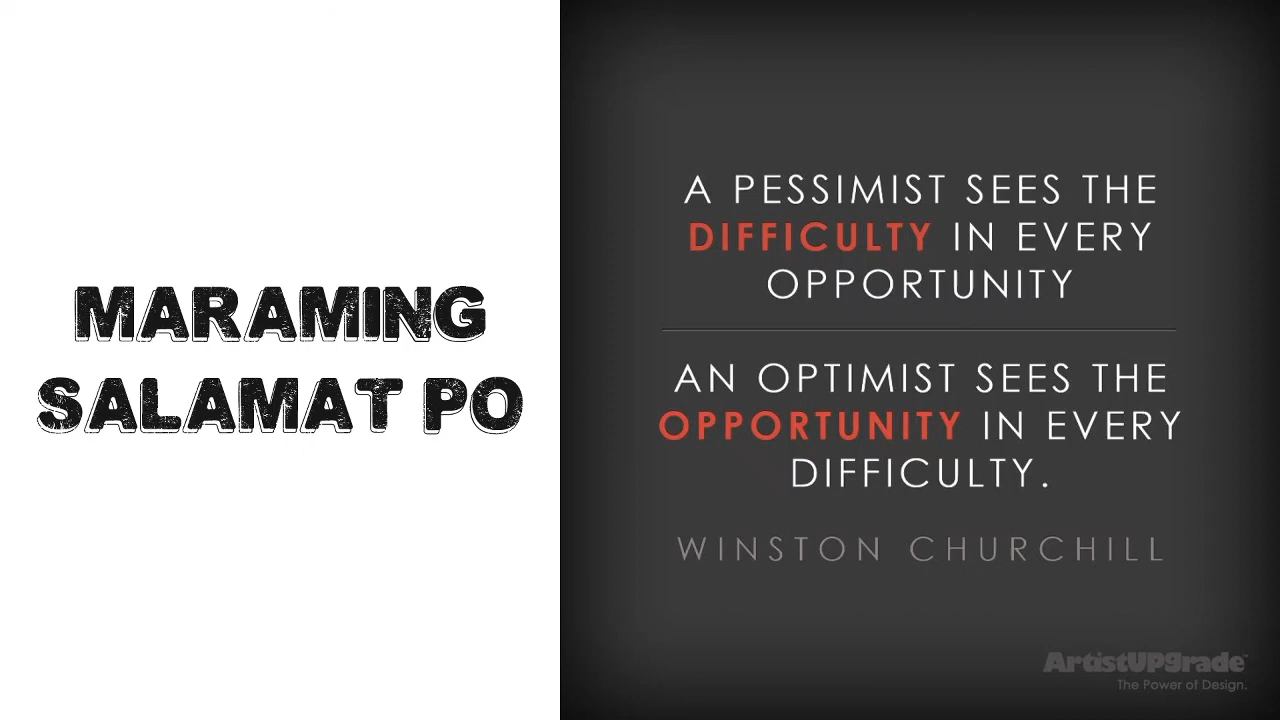 MARAMING
SALAMAT PO
A PESSIMIST SEES THE
DIFFICULTY IN EVERY
OPPORTUNITY
AN OPTIMIST SEES THE
OPPORTUNITY IN EVERY
DIFFICULTY.
WINSTON CHURCHILL
ArtistUPgrade™
The Power of Design.